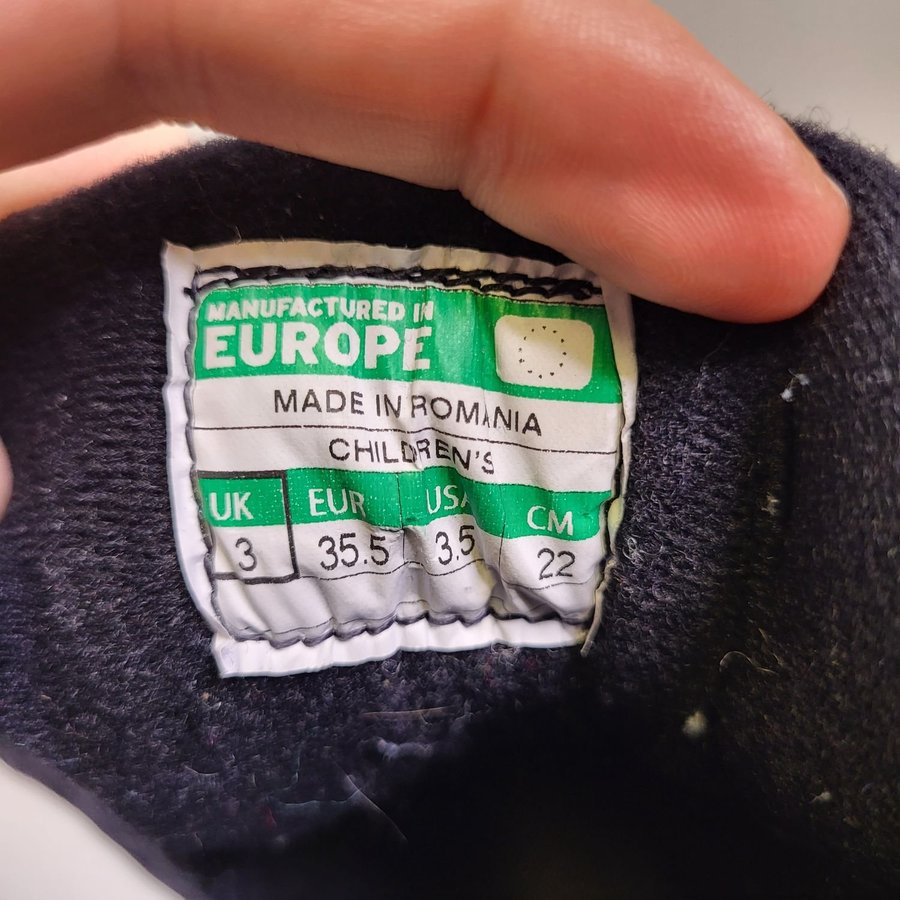 MANUFACTURED IN
EUROPE
MADE IN ROMANIA
CHILDREN'S
UK EUR USA CM
3 35.5 3.5 22